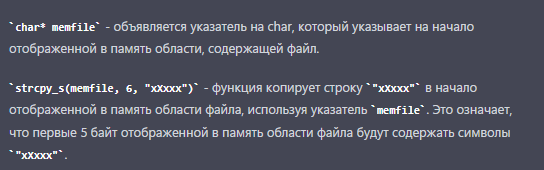 `char* memfile` - объявляется указатель на char, который указывает на начало
отображенной в память области, содержащей файл.
`strcpy_s(memfile, 6, "xXxxx")` - функция копирует строку `"xXxxx"` в начало
отображенной в память области файла, используя указатель `memfile`. Это означает,
что первые 5 байт отображенной в память области файла будут содержать символы
`"xXxxx"`.